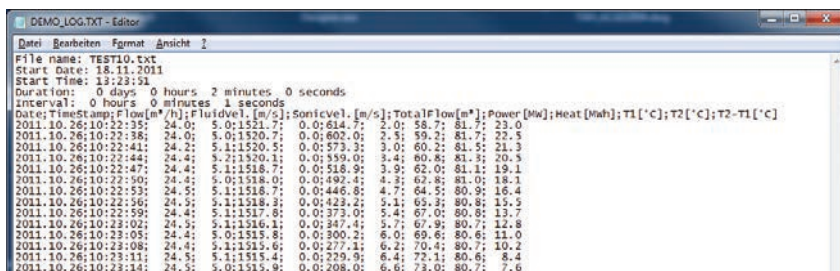 DEMO_LOG.TXT - Editor
Datei Bearbeiten Format Ansicht ?
File name: TEST10.txt
Start Date: 18.11.2011
Start Time: 13:23:51
Duration: 0 days 0 hours 2 minutes 0 seconds
Interval: 0 hours 0 minutes 1 seconds
Date;TimeStamp;Flow[m³/h];FluidVel.[m/s];SonicVel.[m/s];TotalFlow[m³];Power[MW];Heat[MWh];T1[°C];T2[°C];T2-T1[°C]
2011.10.26;10:22:35; 24.0; 5.0;1521.7; 0.0;614.7; 2.0; 58.7; 81.7; 23.0
2011.10.26;10:22:38; 24.0; 5.0;1520.7; 0.0;602.0; 2.5; 59.2; 81.7; 22.5
2011.10.26;10:22:41; 24.2; 5.1;1520.5; 0.0;573.3; 3.0; 60.2; 81.5; 21.3
2011.10.26;10:22:44; 24.4; 5.2;1520.1; 0.0;559.0; 3.4; 60.8; 81.3; 20.5
2011.10.26;10:22:47; 24.4; 5.1;1518.7; 0.0;518.9; 3.9; 62.0; 81.1; 19.1
2011.10.26;10:22:50; 24.4; 5.0;1518.0; 0.0;492.4; 4.3; 62.8; 81.0; 18.1
2011.10.26;10:22:53; 24.5; 5.1;1518.7; 0.0;446.8; 4.7; 64.5; 80.9; 16.4
2011.10.26;10:22:56; 24.5; 5.1;1518.3; 0.0;423.2; 5.1; 65.3; 80.8; 15.5
2011.10.26;10:22:59; 24.4; 5.1;1517.8; 0.0;373.0; 5.4; 67.0; 80.8; 13.7
2011.10.26;10:23:02; 24.5; 5.1;1516.1; 0.0;347.4; 5.7; 67.9; 80.7; 12.8
2011.10.26;10:23:05; 24.4; 5.0;1515.8; 0.0;300.2; 6.0; 69.6; 80.6; 11.0
2011.10.26;10:23:08; 24.4; 5.1;1515.6; 0.0;277.1; 6.2; 70.4; 80.7; 10.2
2011.10.26;10:23:11; 24.5; 5.1;1515.4; 0.0;229.9; 6.4; 72.1; 80.6; 8.4
2011.10.26;10:23:14; 24.5; 5.0;1515.9; 0.0;208.0; 6.6; 73.0; 80.7; 7.6